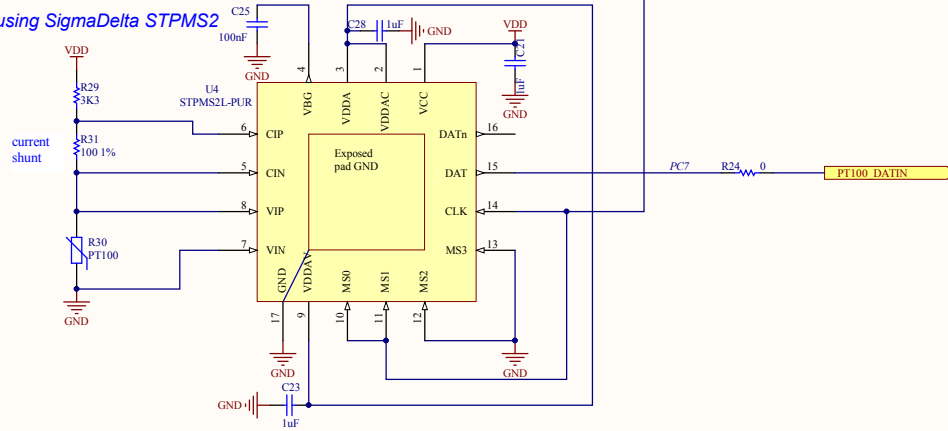 using SigmaDelta STPMS2
C25
100nF
GND
C28
1uF
GND
VDD
C21
1uF
GND
VDD
R29
3K3
U4
STPMS2L-PUR
4
3
2
1
VBG
VDDA
VDDAC
VCC
current
shunt
R31
100 1%
6
CIP
DATn
16
Exposed
pad GND
5
CIN
DAT
15
PC7
R24
0
PT100_DATIN
8
VIP
CLK
14
R30
PT100
7
VIN
MS3
13
GND
GND
VDDAV
MS0
MS1
MS2
17
9
10
11
12
GND
GND
GND
C23
1uF